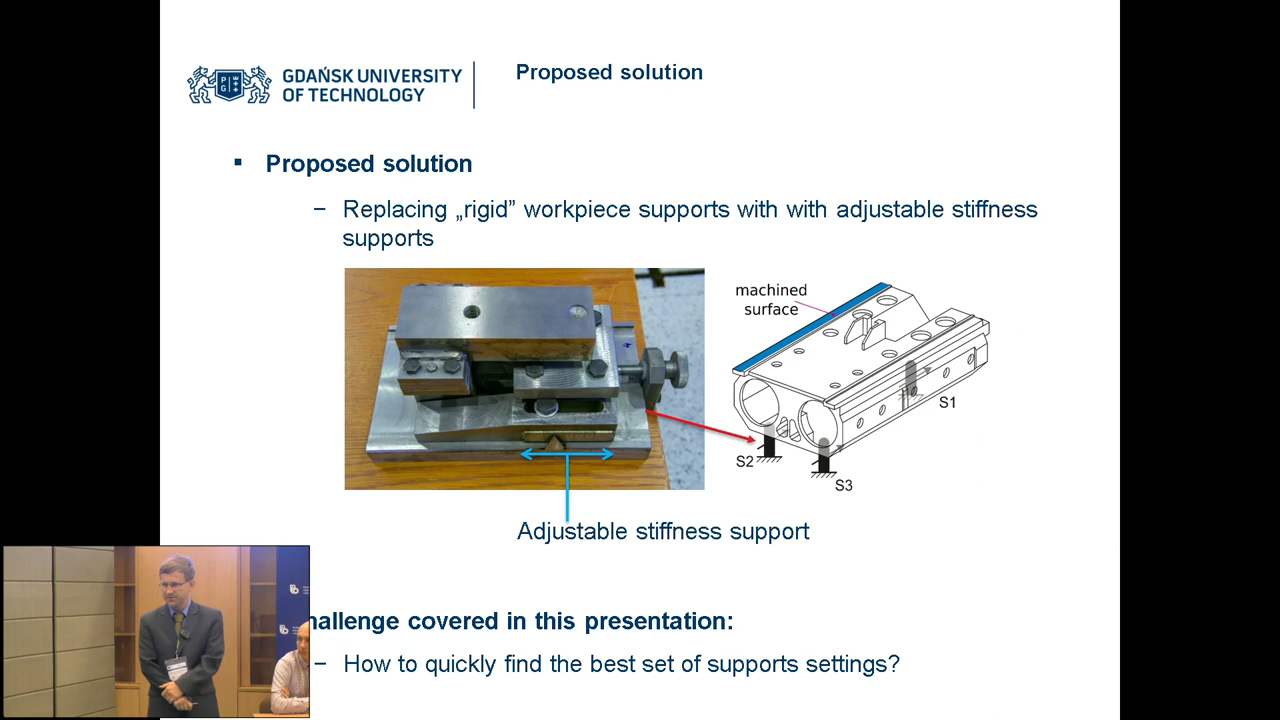 GDAŃSK UNIVERSITY
OF TECHNOLOGY
P W
G
Proposed solution
▪ Proposed solution
– Replacing „rigid” workpiece supports with with adjustable stiffness
supports
machined
surface
S1
S2
S3
Adjustable stiffness support
hallenge covered in this presentation:
– How to quickly find the best set of supports settings?